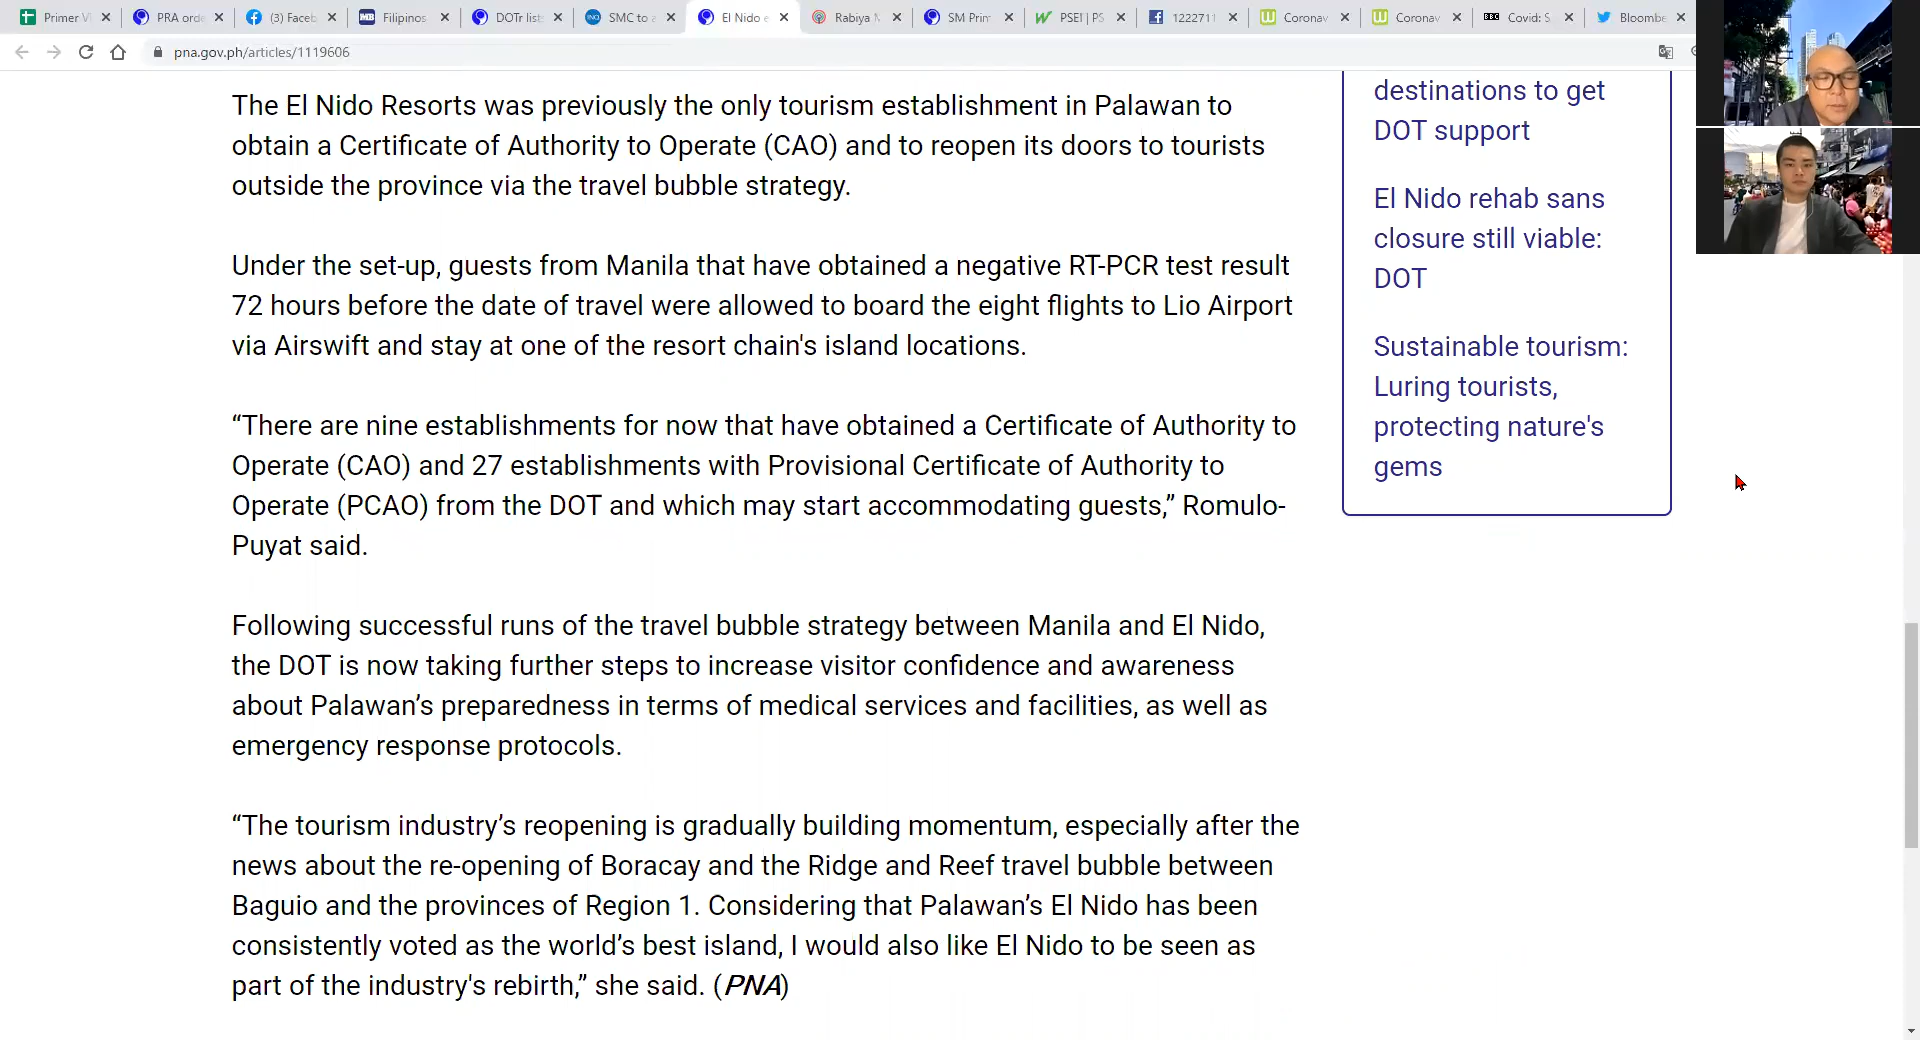 Primer V
PRA ord
(3) Faceb
Filipinos
DOTr list
SMC to a
El Nido e
Rabiya M
SM Prim
PSEI | PS
1222711
Coronav
Coronav
Covid: S
Bloombe
pna.gov.ph/articles/1119606
The El Nido Resorts was previously the only tourism establishment in Palawan to
obtain a Certificate of Authority to Operate (CAO) and to reopen its doors to tourists
outside the province via the travel bubble strategy.
Under the set-up, guests from Manila that have obtained a negative RT-PCR test result
72 hours before the date of travel were allowed to board the eight flights to Lio Airport
via Airswift and stay at one of the resort chain's island locations.
“There are nine establishments for now that have obtained a Certificate of Authority to
Operate (CAO) and 27 establishments with Provisional Certificate of Authority to
Operate (PCAO) from the DOT and which may start accommodating guests,” Romulo-
Puyat said.
Following successful runs of the travel bubble strategy between Manila and El Nido,
the DOT is now taking further steps to increase visitor confidence and awareness
about Palawan’s preparedness in terms of medical services and facilities, as well as
emergency response protocols.
“The tourism industry’s reopening is gradually building momentum, especially after the
news about the re-opening of Boracay and the Ridge and Reef travel bubble between
Baguio and the provinces of Region 1. Considering that Palawan’s El Nido has been
consistently voted as the world’s best island, I would also like El Nido to be seen as
part of the industry's rebirth,” she said. (PNA)
destinations to get
DOT support
El Nido rehab sans
closure still viable:
DOT
Sustainable tourism:
Luring tourists,
protecting nature's
gems